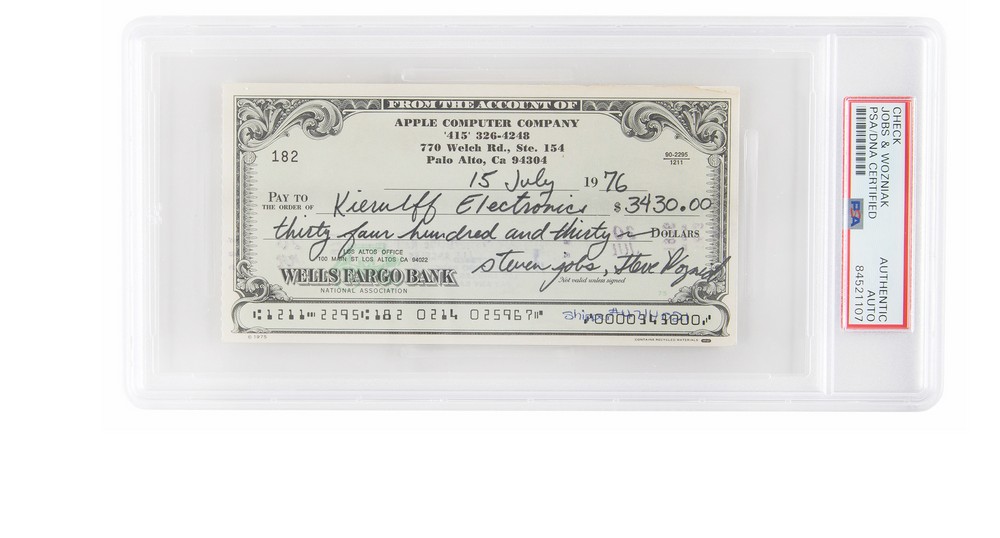 FROM THE ACCOUNT OF
APPLE COMPUTER COMPANY
'415' 326-4248
770 Welch Rd., Ste. 154
Palo Alto, Ca 94304
182
90-2295
1211
15 July 1976
PAY TO
THE ORDER OF Kierulff Electronics $3430.00
thirty four hundred and thirty DOLLARS
LOS ALTOS OFFICE
100 MAIN ST LOS ALTOS CA 94022
WELLS FARGO BANK
NATIONAL ASSOCIATION
steven jobs, Steve Wozniak
Not valid unless signed
⑆1211⑉2295⑆182 0214 025967⑈ ⑈0000343000⑈
© 1975
CONTAINS RECYCLED MATERIALS
CHECK
JOBS & WOZNIAK
PSA/DNA CERTIFIED
PSA
AUTHENTIC
AUTO
84521107